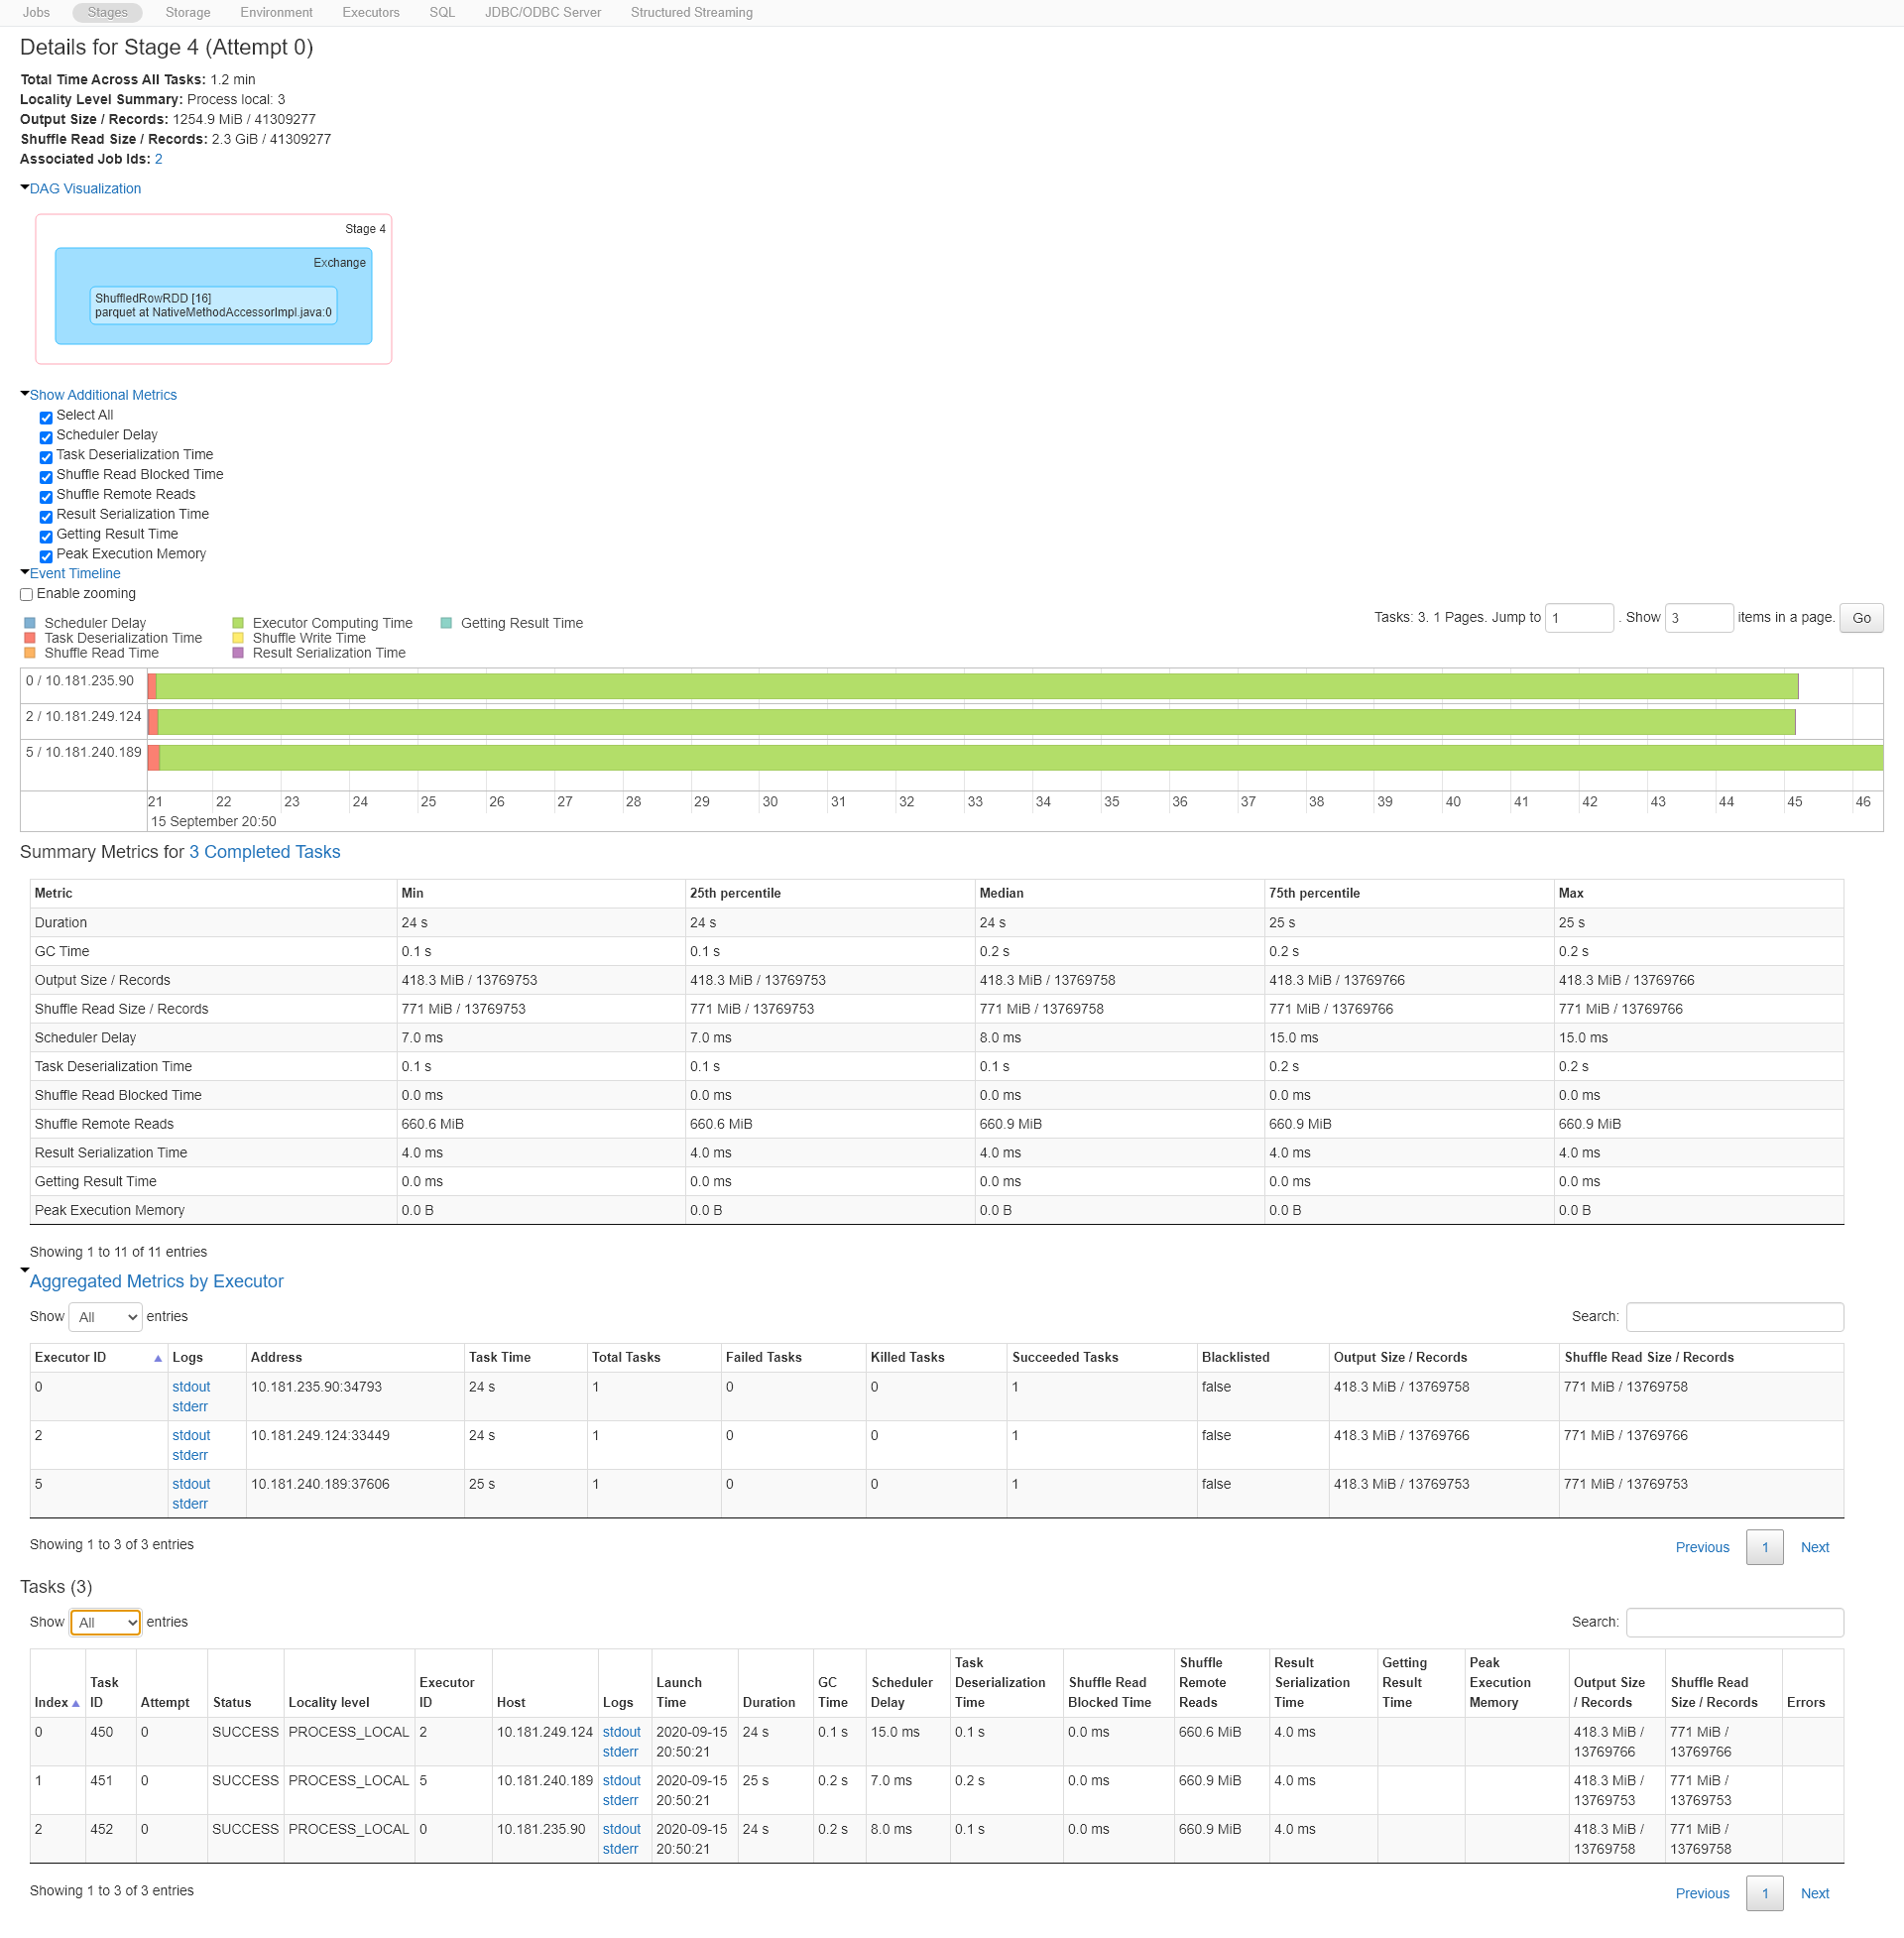 Jobs Stages Storage Environment Executors SQL JDBC/ODBC Server Structured Streaming
Details for Stage 4 (Attempt 0)
Total Time Across All Tasks: 1.2 min
Locality Level Summary: Process local: 3
Output Size / Records: 1254.9 MiB / 41309277
Shuffle Read Size / Records: 2.3 GiB / 41309277
Associated Job Ids: 2
DAG Visualization
Stage 4
Exchange
ShuffledRowRDD [16]
parquet at NativeMethodAccessorImpl.java:0
Show Additional Metrics
Select All
Scheduler Delay
Task Deserialization Time
Shuffle Read Blocked Time
Shuffle Remote Reads
Result Serialization Time
Getting Result Time
Peak Execution Memory
Event Timeline
Enable zooming
Tasks: 3. 1 Pages. Jump to 1 . Show 3 items in a page. Go
Scheduler Delay Executor Computing Time Getting Result Time
Task Deserialization Time Shuffle Write Time
Shuffle Read Time Result Serialization Time
0 / 10.181.235.90
2 / 10.181.249.124
5 / 10.181.240.189
21 22 23 24 25 26 27 28 29 30 31 32 33 34 35 36 37 38 39 40 41 42 43 44 45 46
15 September 20:50
Summary Metrics for 3 Completed Tasks
Metric Min 25th percentile Median 75th percentile Max
Duration 24 s 24 s 24 s 25 s 25 s
GC Time 0.1 s 0.1 s 0.2 s 0.2 s 0.2 s
Output Size / Records 418.3 MiB / 13769753 418.3 MiB / 13769753 418.3 MiB / 13769758 418.3 MiB / 13769766 418.3 MiB / 13769766
Shuffle Read Size / Records 771 MiB / 13769753 771 MiB / 13769753 771 MiB / 13769758 771 MiB / 13769766 771 MiB / 13769766
Scheduler Delay 7.0 ms 7.0 ms 8.0 ms 15.0 ms 15.0 ms
Task Deserialization Time 0.1 s 0.1 s 0.1 s 0.2 s 0.2 s
Shuffle Read Blocked Time 0.0 ms 0.0 ms 0.0 ms 0.0 ms 0.0 ms
Shuffle Remote Reads 660.6 MiB 660.6 MiB 660.9 MiB 660.9 MiB 660.9 MiB
Result Serialization Time 4.0 ms 4.0 ms 4.0 ms 4.0 ms 4.0 ms
Getting Result Time 0.0 ms 0.0 ms 0.0 ms 0.0 ms 0.0 ms
Peak Execution Memory 0.0 B 0.0 B 0.0 B 0.0 B 0.0 B
Showing 1 to 11 of 11 entries
Aggregated Metrics by Executor
Show All entries Search:
Executor ID Logs Address Task Time Total Tasks Failed Tasks Killed Tasks Succeeded Tasks Blacklisted Output Size / Records Shuffle Read Size / Records
0 stdout 10.181.235.90:34793 24 s 1 0 0 1 false 418.3 MiB / 13769758 771 MiB / 13769758
stderr
2 stdout 10.181.249.124:33449 24 s 1 0 0 1 false 418.3 MiB / 13769766 771 MiB / 13769766
stderr
5 stdout 10.181.240.189:37606 25 s 1 0 0 1 false 418.3 MiB / 13769753 771 MiB / 13769753
stderr
Showing 1 to 3 of 3 entries Previous 1 Next
Tasks (3)
Show All entries Search:
Task Executor Launch GC Scheduler Task Shuffle Read Shuffle Result Getting Peak Output Size Shuffle Read
Index ID Attempt Status Locality level ID Host Logs Time Duration Time Delay Deserialization Time Blocked Time Remote Reads Serialization Time Result Time Execution Memory / Records Size / Records Errors
0 450 0 SUCCESS PROCESS_LOCAL 2 10.181.249.124 stdout 2020-09-15 24 s 0.1 s 15.0 ms 0.1 s 0.0 ms 660.6 MiB 4.0 ms 418.3 MiB / 771 MiB /
stderr 20:50:21 13769766 13769766
1 451 0 SUCCESS PROCESS_LOCAL 5 10.181.240.189 stdout 2020-09-15 25 s 0.2 s 7.0 ms 0.2 s 0.0 ms 660.9 MiB 4.0 ms 418.3 MiB / 771 MiB /
stderr 20:50:21 13769753 13769753
2 452 0 SUCCESS PROCESS_LOCAL 0 10.181.235.90 stdout 2020-09-15 24 s 0.2 s 8.0 ms 0.1 s 0.0 ms 660.9 MiB 4.0 ms 418.3 MiB / 771 MiB /
stderr 20:50:21 13769758 13769758
Showing 1 to 3 of 3 entries Previous 1 Next